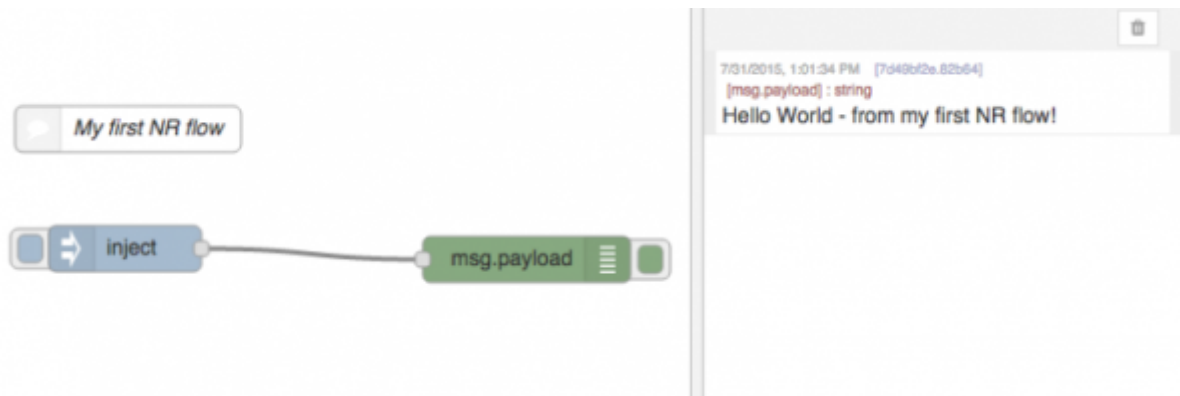 My first NR flow
inject
msg.payload
7/31/2015, 1:01:34 PM [7d49bf2e.82b64]
[msg.payload] : string
Hello World - from my first NR flow!